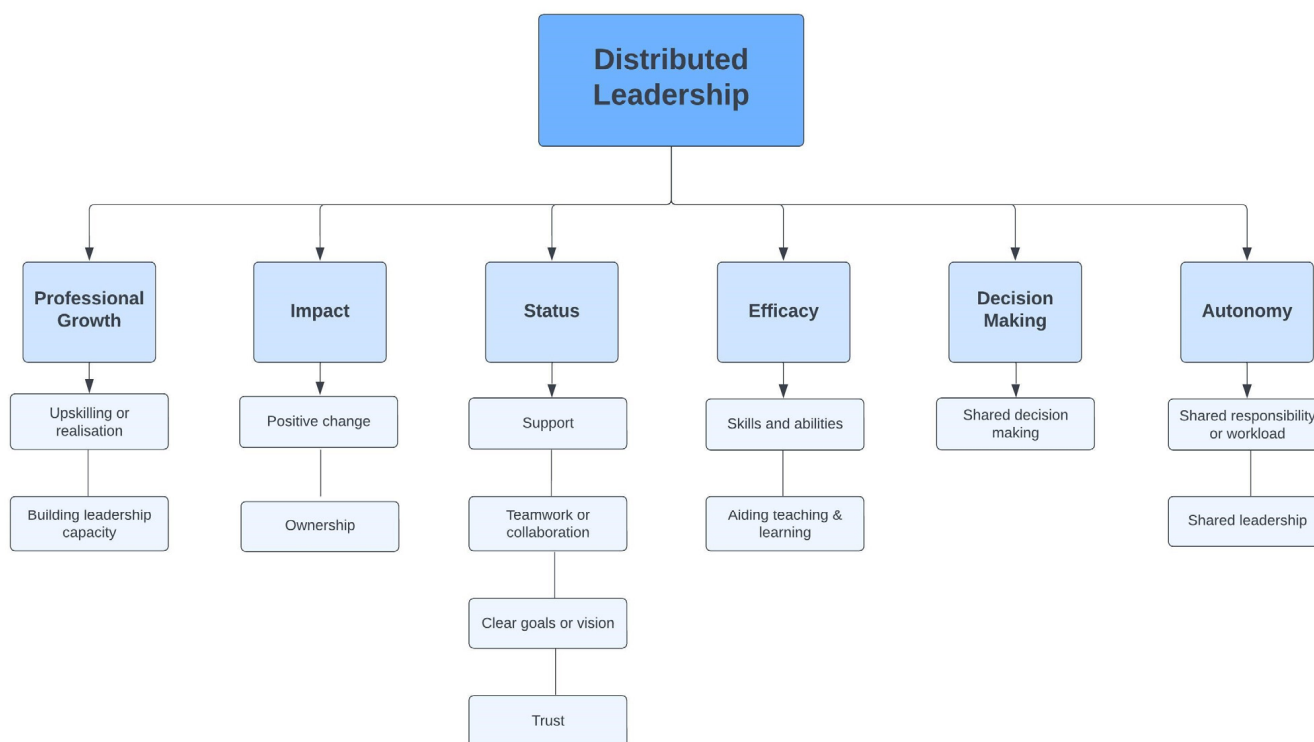 Distributed
Leadership
Professional
Growth
Impact
Status
Efficacy
Decision
Making
Autonomy
Upskilling or
realisation
Positive change
Support
Skills and abilities
Shared decision
making
Shared responsibility
or workload
Building leadership
capacity
Ownership
Teamwork or
collaboration
Aiding teaching &
learning
Shared leadership
Clear goals or vision
Trust